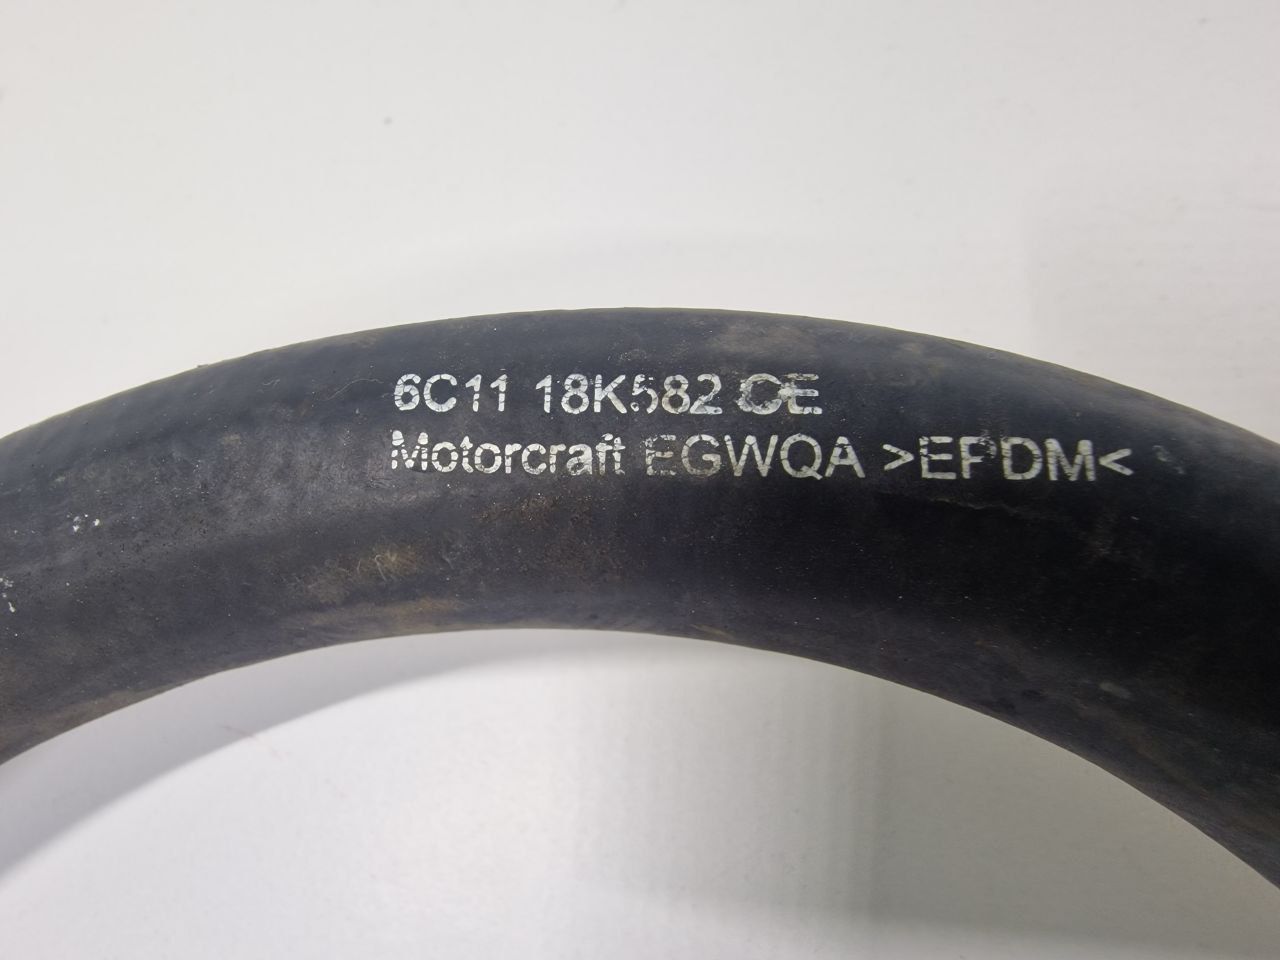 6C11 18K582 CE
Motorcraft EGWQA >EPDM<